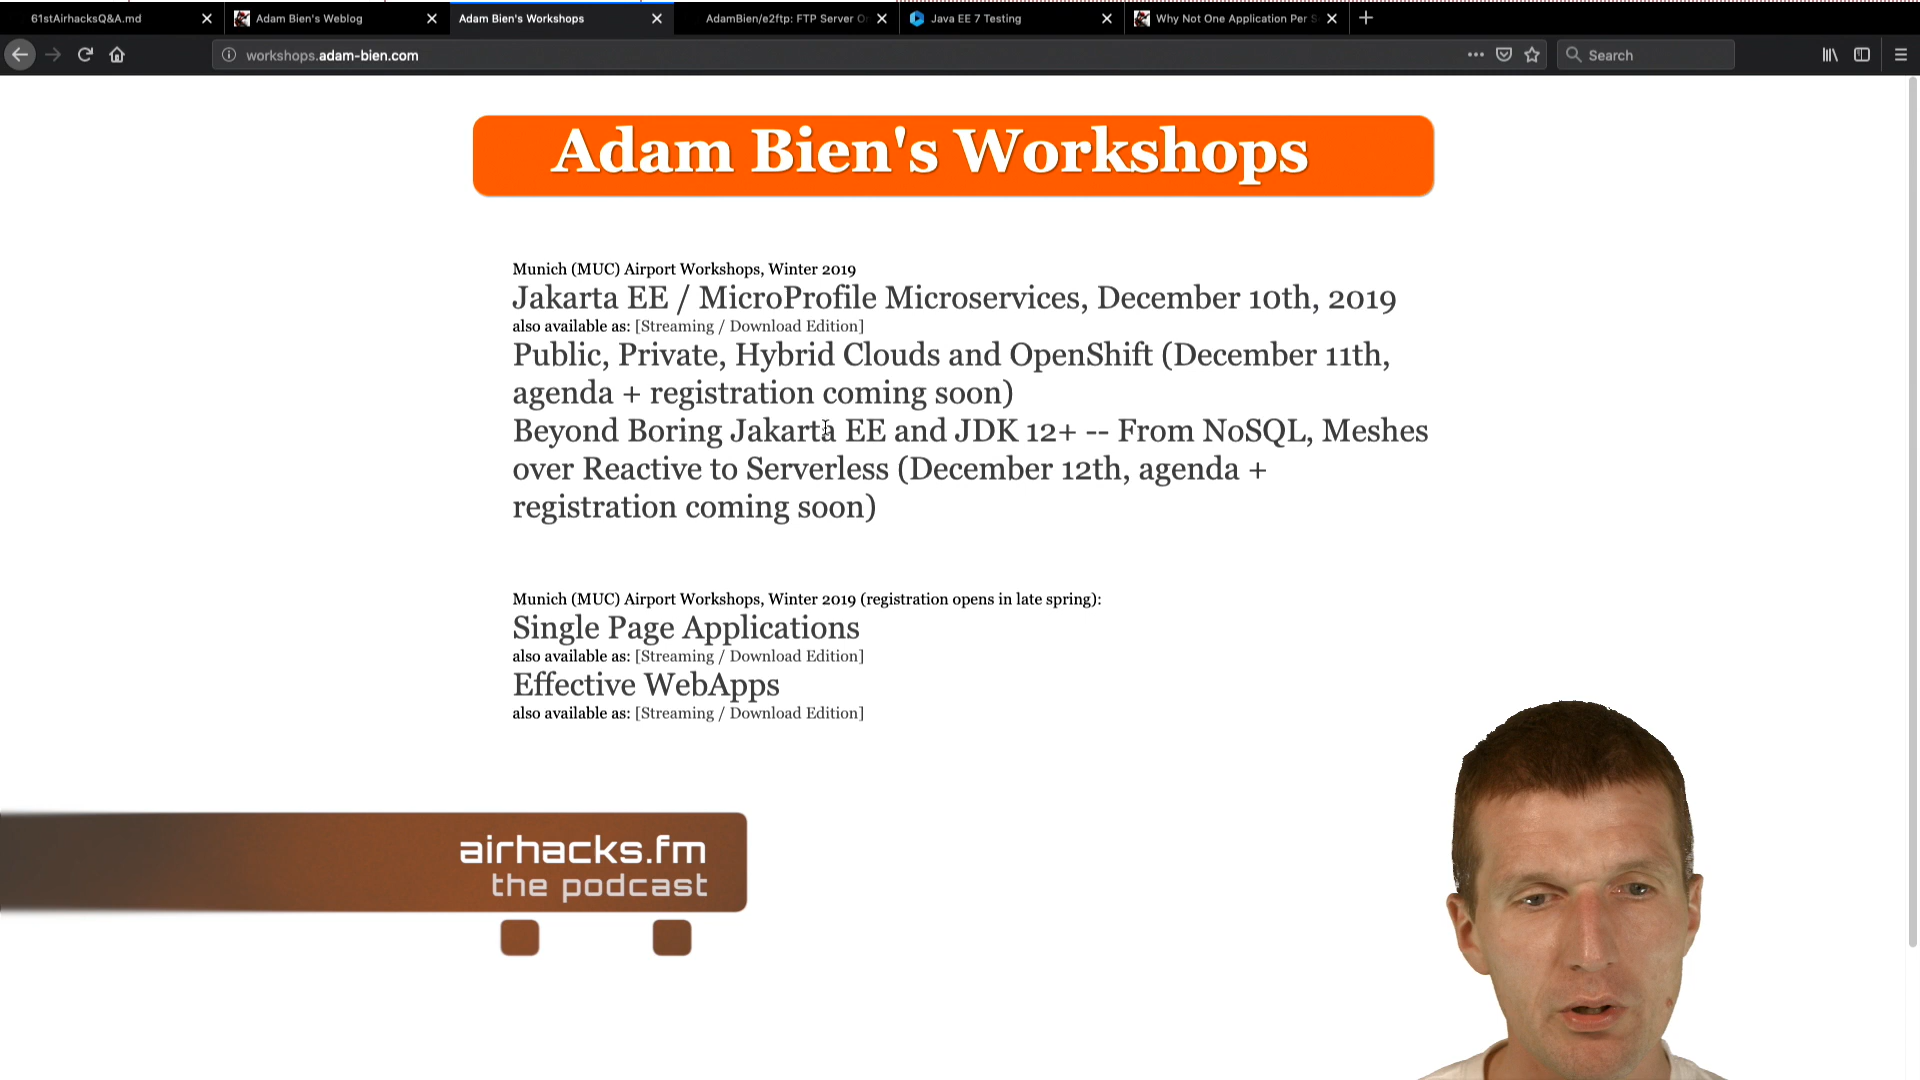 61stAirhacksQ&A.md
Adam Bien's Weblog
Adam Bien's Workshops
AdamBien/e2ftp: FTP Server O
Java EE 7 Testing
Why Not One Application Per S
workshops.adam-bien.com
Search
Adam Bien's Workshops
Munich (MUC) Airport Workshops, Winter 2019
Jakarta EE / MicroProfile Microservices, December 10th, 2019
also available as: [Streaming / Download Edition]
Public, Private, Hybrid Clouds and OpenShift (December 11th,
agenda + registration coming soon)
Beyond Boring Jakarta EE and JDK 12+ -- From NoSQL, Meshes
over Reactive to Serverless (December 12th, agenda +
registration coming soon)
Munich (MUC) Airport Workshops, Winter 2019 (registration opens in late spring):
Single Page Applications
also available as: [Streaming / Download Edition]
Effective WebApps
also available as: [Streaming / Download Edition]
airhacks.fm
the podcast